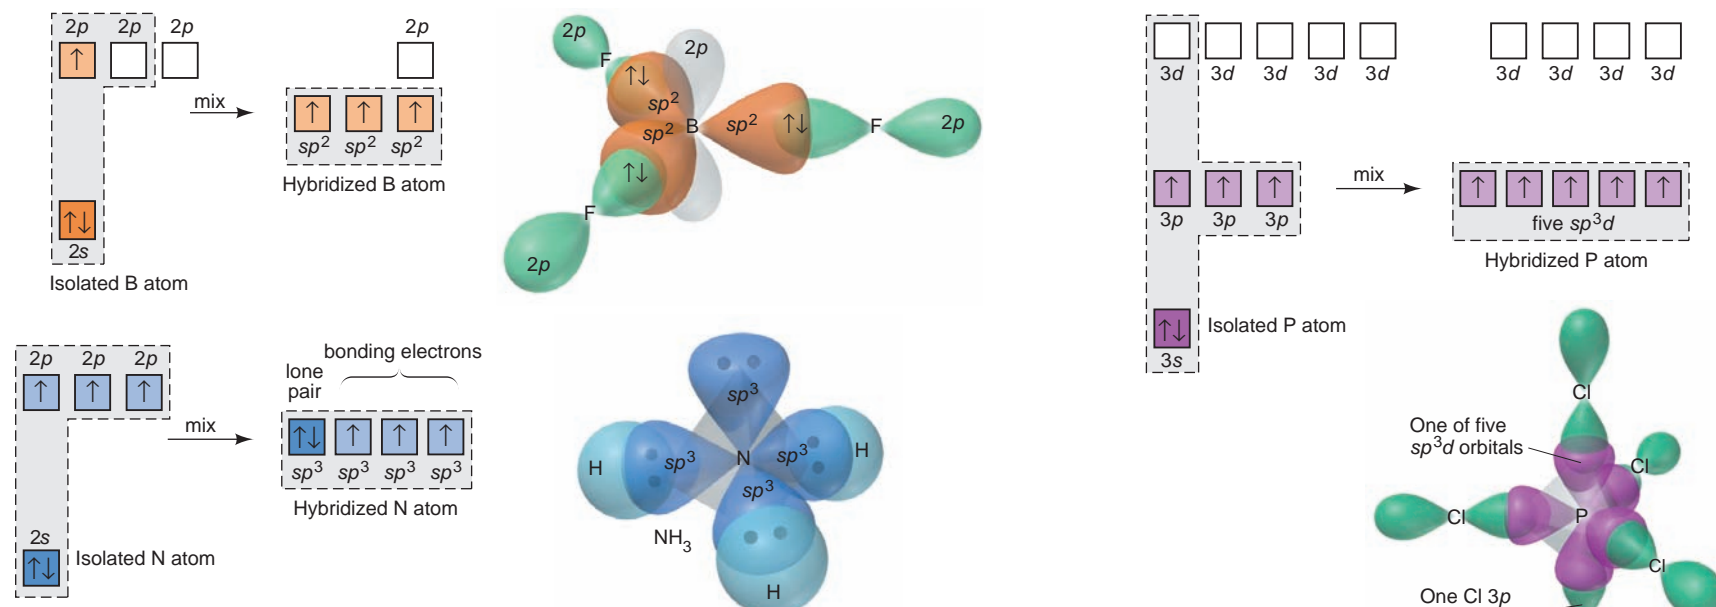 2p 2p 2p
↑
mix
2p
↑ ↑ ↑
sp² sp² sp²
Hybridized B atom
↑↓
2s
Isolated B atom
2p
F
2p
↑↓
sp²
sp²
B
sp²
↑↓
F
2p
↑↓
F
2p
2p 2p 2p
↑ ↑ ↑
mix
2s
↑↓
Isolated N atom
bonding electrons
lone
pair
↑↓ ↑ ↑ ↑
sp³ sp³ sp³ sp³
Hybridized N atom
sp³
H
sp³
N
sp³
H
sp³
NH₃
H
3d 3d 3d 3d 3d
3d 3d 3d 3d
↑ ↑ ↑
3p 3p 3p
mix
↑ ↑ ↑ ↑ ↑
five sp³d
Hybridized P atom
↑↓
3s
Isolated P atom
Cl
One of five
sp³d orbitals
Cl
Cl
P
Cl
One Cl 3p